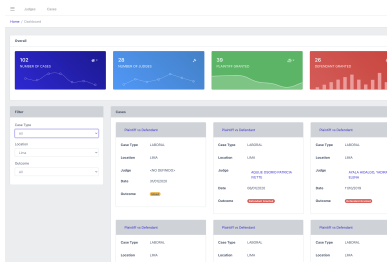 Judges Cases
Home / Dashboard
Overall
102
NUMBER OF CASES
28
NUMBER OF JUDGES
39
PLAINTIFF GRANTED
26
DEFENDANT GRANTED
Filter
Case Type
All
Location
Lima
Outcome
All
Cases
Plaintiff vs Defendant
Case Type LABORAL
Location LIMA
Judge
Date 16/01/2020
Outcome
Plaintiff vs Defendant
Case Type LABORAL
Location LIMA
Judge
Date
Outcome
Plaintiff vs Defendant
Case Type LABORAL
Location LIMA
Judge
Date
Outcome
Plaintiff vs Defendant
Case Type LABORAL
Location LIMA
Plaintiff vs Defendant
Case Type LABORAL
Location LIMA
Plaintiff vs Defendant
Case Type LABORAL
Location LIMA